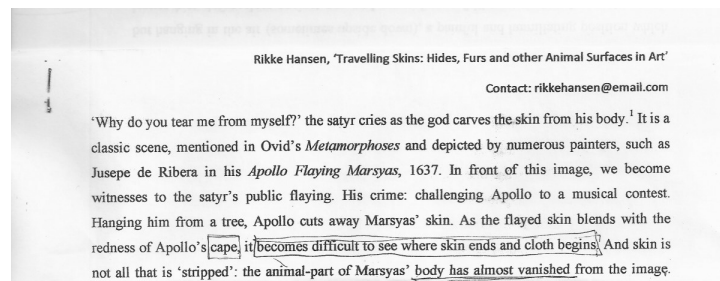 Rikke Hansen, ‘Travelling Skins: Hides, Furs and other Animal Surfaces in Art’
Contact: rikkehansen@email.com
‘Why do you tear me from myself?’ the satyr cries as the god carves the skin from his body.¹ It is a
classic scene, mentioned in Ovid’s Metamorphoses and depicted by numerous painters, such as
Jusepe de Ribera in his Apollo Flaying Marsyas, 1637. In front of this image, we become
witnesses to the satyr’s public flaying. His crime: challenging Apollo to a musical contest.
Hanging him from a tree, Apollo cuts away Marsyas’ skin. As the flayed skin blends with the
redness of Apollo’s cape, it becomes difficult to see where skin ends and cloth begins. And skin is
not all that is ‘stripped’: the animal-part of Marsyas’ body has almost vanished from the image.